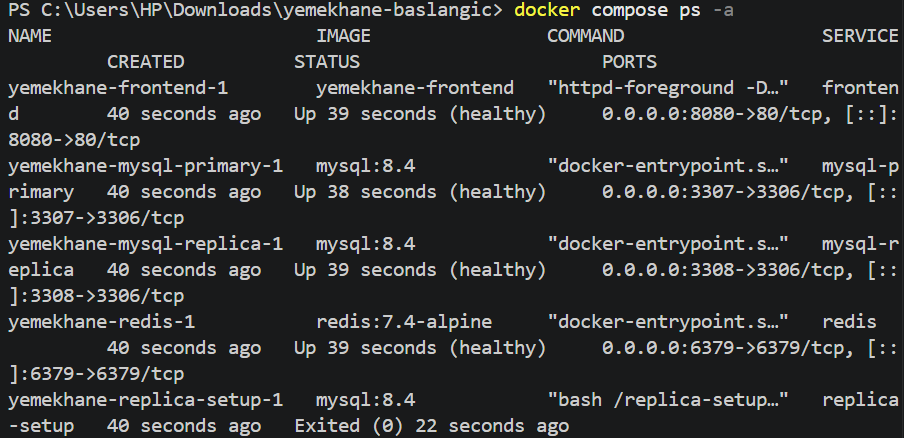 PS C:\Users\HP\Downloads\yemekhane-baslangic> docker compose ps -a
NAME                        IMAGE                COMMAND                  SERVICE
         CREATED          STATUS                    PORTS
yemekhane-frontend-1        yemekhane-frontend   "httpd-foreground -D…"   fronten
d        40 seconds ago   Up 39 seconds (healthy)   0.0.0.0:8080->80/tcp, [::]:
8080->80/tcp
yemekhane-mysql-primary-1   mysql:8.4            "docker-entrypoint.s…"   mysql-p
rimary   40 seconds ago   Up 38 seconds (healthy)   0.0.0.0:3307->3306/tcp, [::
]:3307->3306/tcp
yemekhane-mysql-replica-1   mysql:8.4            "docker-entrypoint.s…"   mysql-r
eplica   40 seconds ago   Up 39 seconds (healthy)   0.0.0.0:3308->3306/tcp, [::
]:3308->3306/tcp
yemekhane-redis-1           redis:7.4-alpine     "docker-entrypoint.s…"   redis
         40 seconds ago   Up 39 seconds (healthy)   0.0.0.0:6379->6379/tcp, [::
]:6379->6379/tcp
yemekhane-replica-setup-1   mysql:8.4            "bash /replica-setup…"   replica
-setup   40 seconds ago   Exited (0) 22 seconds ago